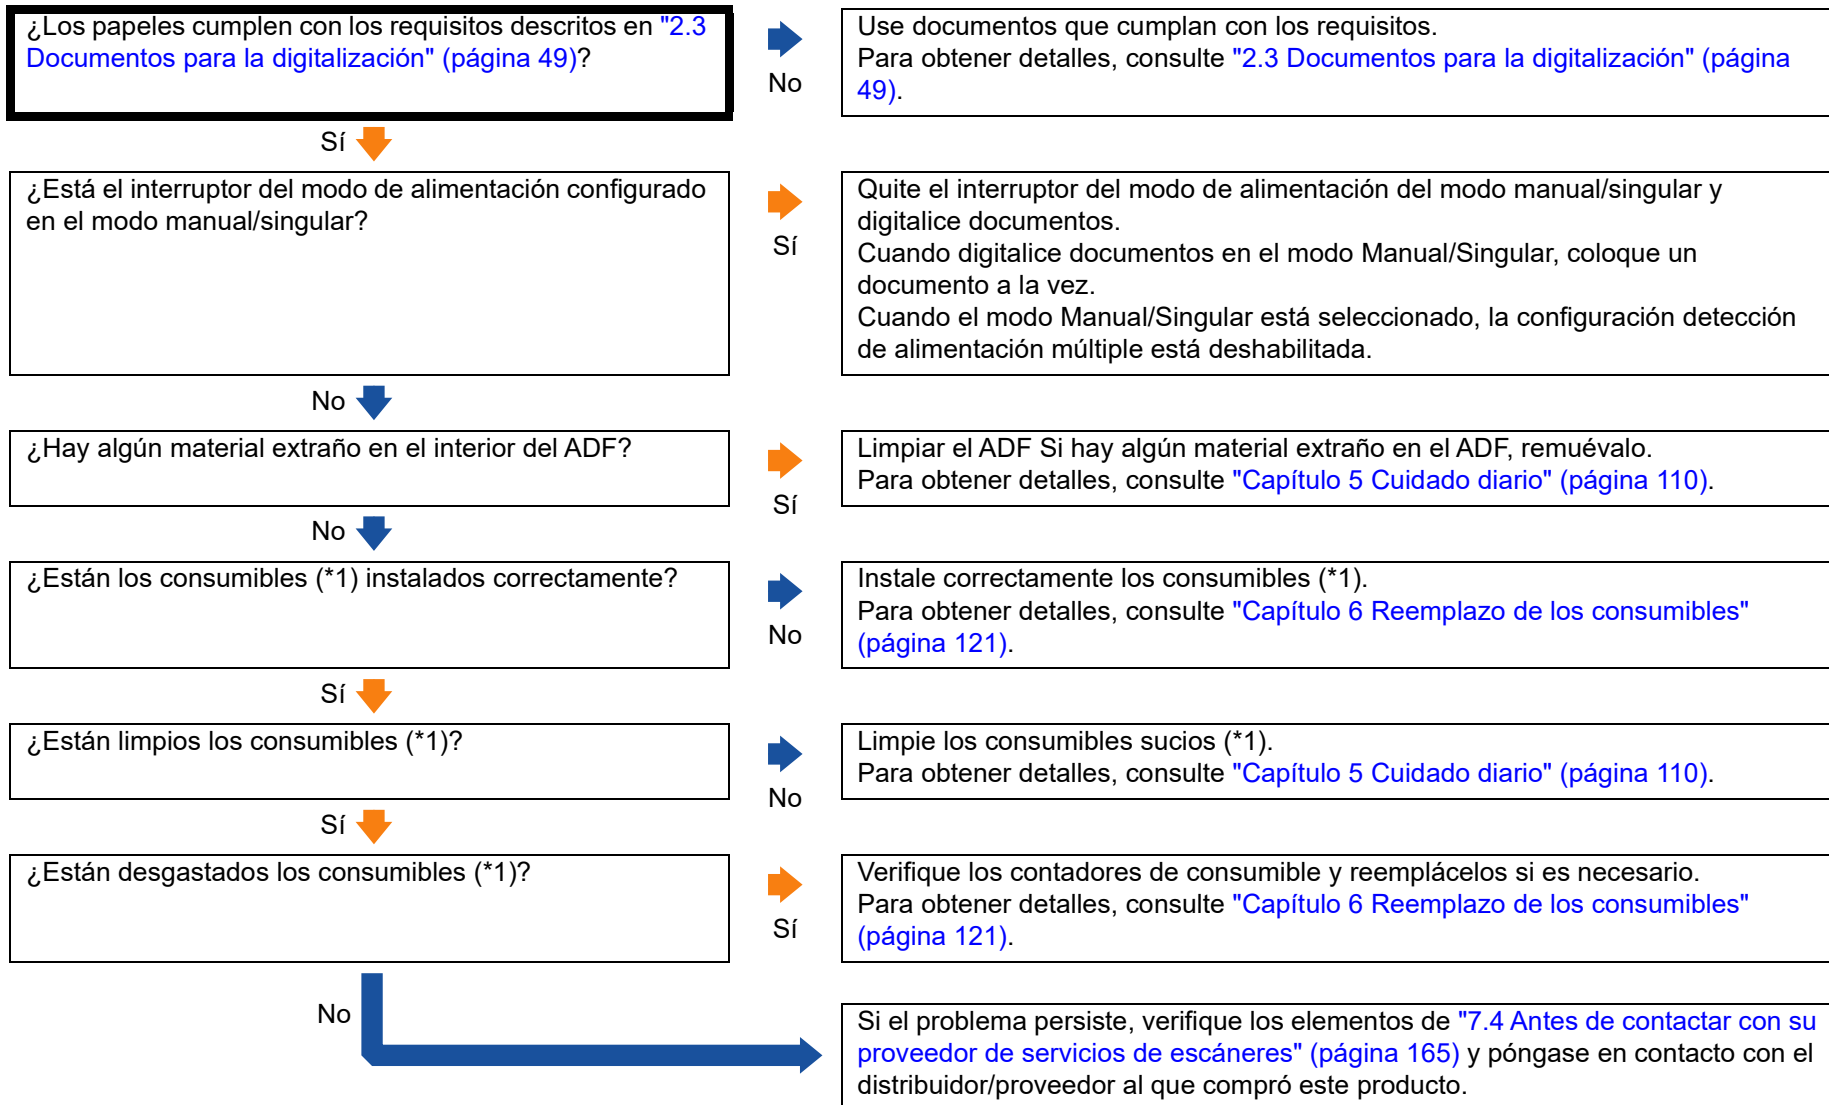 ¿Los papeles cumplen con los requisitos descritos en "2.3
Documentos para la digitalización" (página 49)?
No
Use documentos que cumplan con los requisitos.
Para obtener detalles, consulte "2.3 Documentos para la digitalización" (página
49).
Sí
¿Está el interruptor del modo de alimentación configurado
en el modo manual/singular?
Sí
Quite el interruptor del modo de alimentación del modo manual/singular y
digitalice documentos.
Cuando digitalice documentos en el modo Manual/Singular, coloque un
documento a la vez.
Cuando el modo Manual/Singular está seleccionado, la configuración detección
de alimentación múltiple está deshabilitada.
No
¿Hay algún material extraño en el interior del ADF?
Sí
Limpiar el ADF Si hay algún material extraño en el ADF, remuévalo.
Para obtener detalles, consulte "Capítulo 5 Cuidado diario" (página 110).
No
¿Están los consumibles (*1) instalados correctamente?
No
Instale correctamente los consumibles (*1).
Para obtener detalles, consulte "Capítulo 6 Reemplazo de los consumibles"
(página 121).
Sí
¿Están limpios los consumibles (*1)?
No
Limpie los consumibles sucios (*1).
Para obtener detalles, consulte "Capítulo 5 Cuidado diario" (página 110).
Sí
¿Están desgastados los consumibles (*1)?
Sí
Verifique los contadores de consumible y reemplácelos si es necesario.
Para obtener detalles, consulte "Capítulo 6 Reemplazo de los consumibles"
(página 121).
No
Si el problema persiste, verifique los elementos de "7.4 Antes de contactar con su
proveedor de servicios de escáneres" (página 165) y póngase en contacto con el
distribuidor/proveedor al que compró este producto.